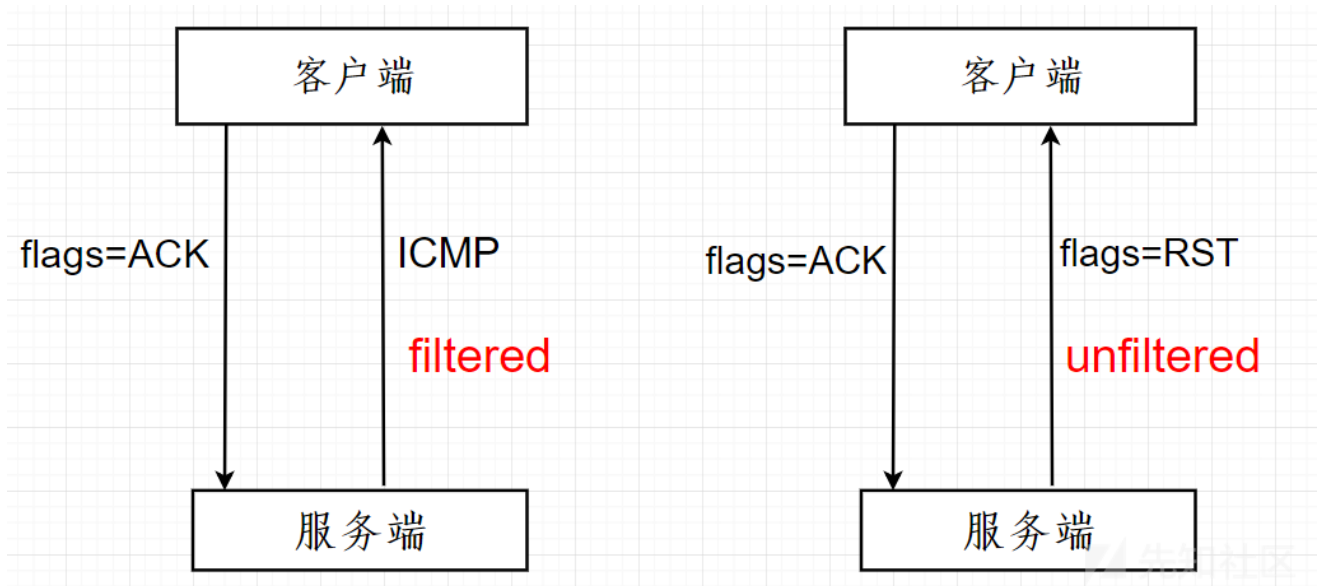 客户端
客户端
flags=ACK
ICMP
flags=ACK
flags=RST
filtered
unfiltered
服务端
服务端
先知社区